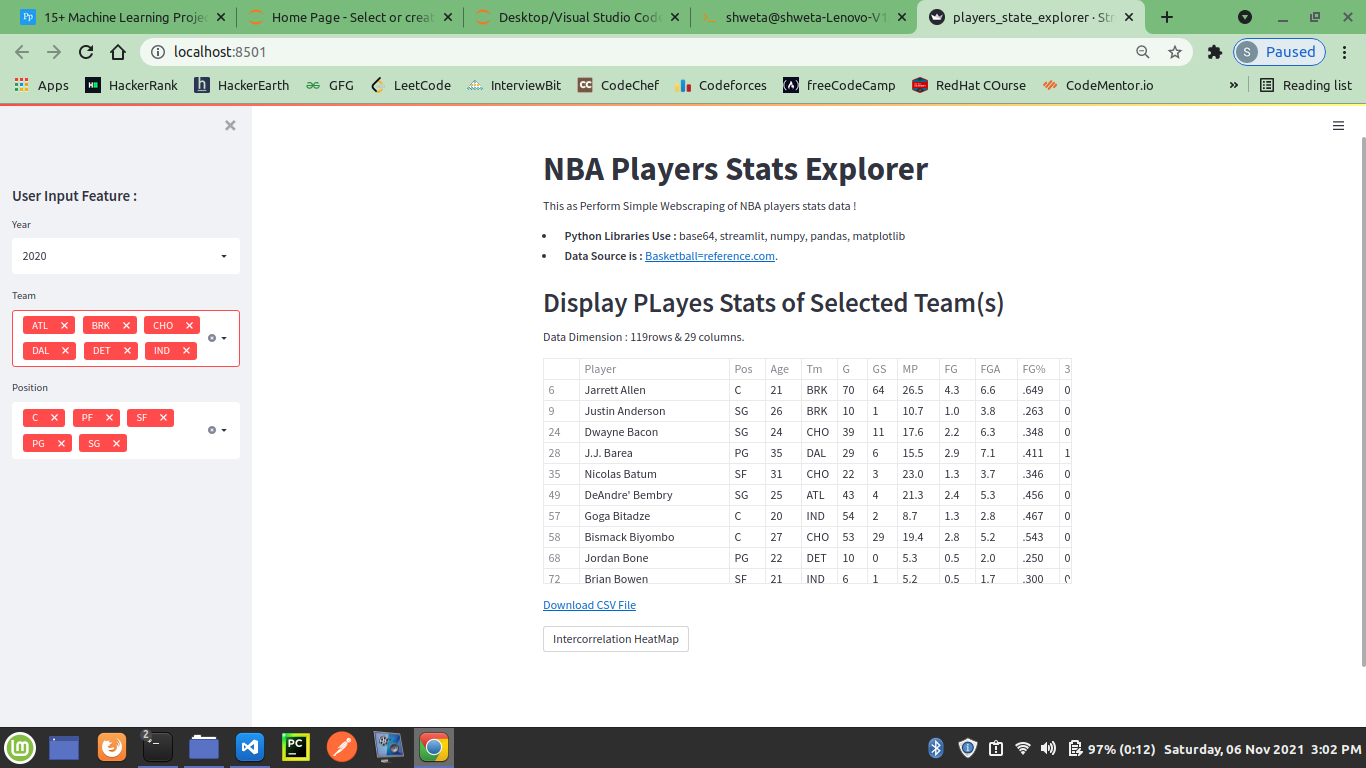 15+ Machine Learning Projec
Home Page - Select or creat
Desktop/Visual Studio Code
shweta@shweta-Lenovo-V1
players_state_explorer · Str
localhost:8501
S Paused
Apps HackerRank HackerEarth GFG LeetCode InterviewBit CodeChef Codeforces freeCodeCamp RedHat COurse CodeMentor.io » Reading list
User Input Feature :
Year
2020
Team
ATL BRK CHO
DAL DET IND
Position
C PF SF
PG SG
NBA Players Stats Explorer
This as Perform Simple Webscraping of NBA players stats data !
• Python Libraries Use : base64, streamlit, numpy, pandas, matplotlib
• Data Source is : Basketball=reference.com.
Display PLayes Stats of Selected Team(s)
Data Dimension : 119rows & 29 columns.
Player Pos Age Tm G GS MP FG FGA FG% 3
6 Jarrett Allen C 21 BRK 70 64 26.5 4.3 6.6 .649 0
9 Justin Anderson SG 26 BRK 10 1 10.7 1.0 3.8 .263 0
24 Dwayne Bacon SG 24 CHO 39 11 17.6 2.2 6.3 .348 0
28 J.J. Barea PG 35 DAL 29 6 15.5 2.9 7.1 .411 1
35 Nicolas Batum SF 31 CHO 22 3 23.0 1.3 3.7 .346 0
49 DeAndre' Bembry SG 25 ATL 43 4 21.3 2.4 5.3 .456 0
57 Goga Bitadze C 20 IND 54 2 8.7 1.3 2.8 .467 0
58 Bismack Biyombo C 27 CHO 53 29 19.4 2.8 5.2 .543 0
68 Jordan Bone PG 22 DET 10 0 5.3 0.5 2.0 .250 0
72 Brian Bowen SF 21 IND 6 1 5.2 0.5 1.7 .300 0
Download CSV File
Intercorrelation HeatMap
2
97% (0:12) Saturday, 06 Nov 2021 3:02 PM